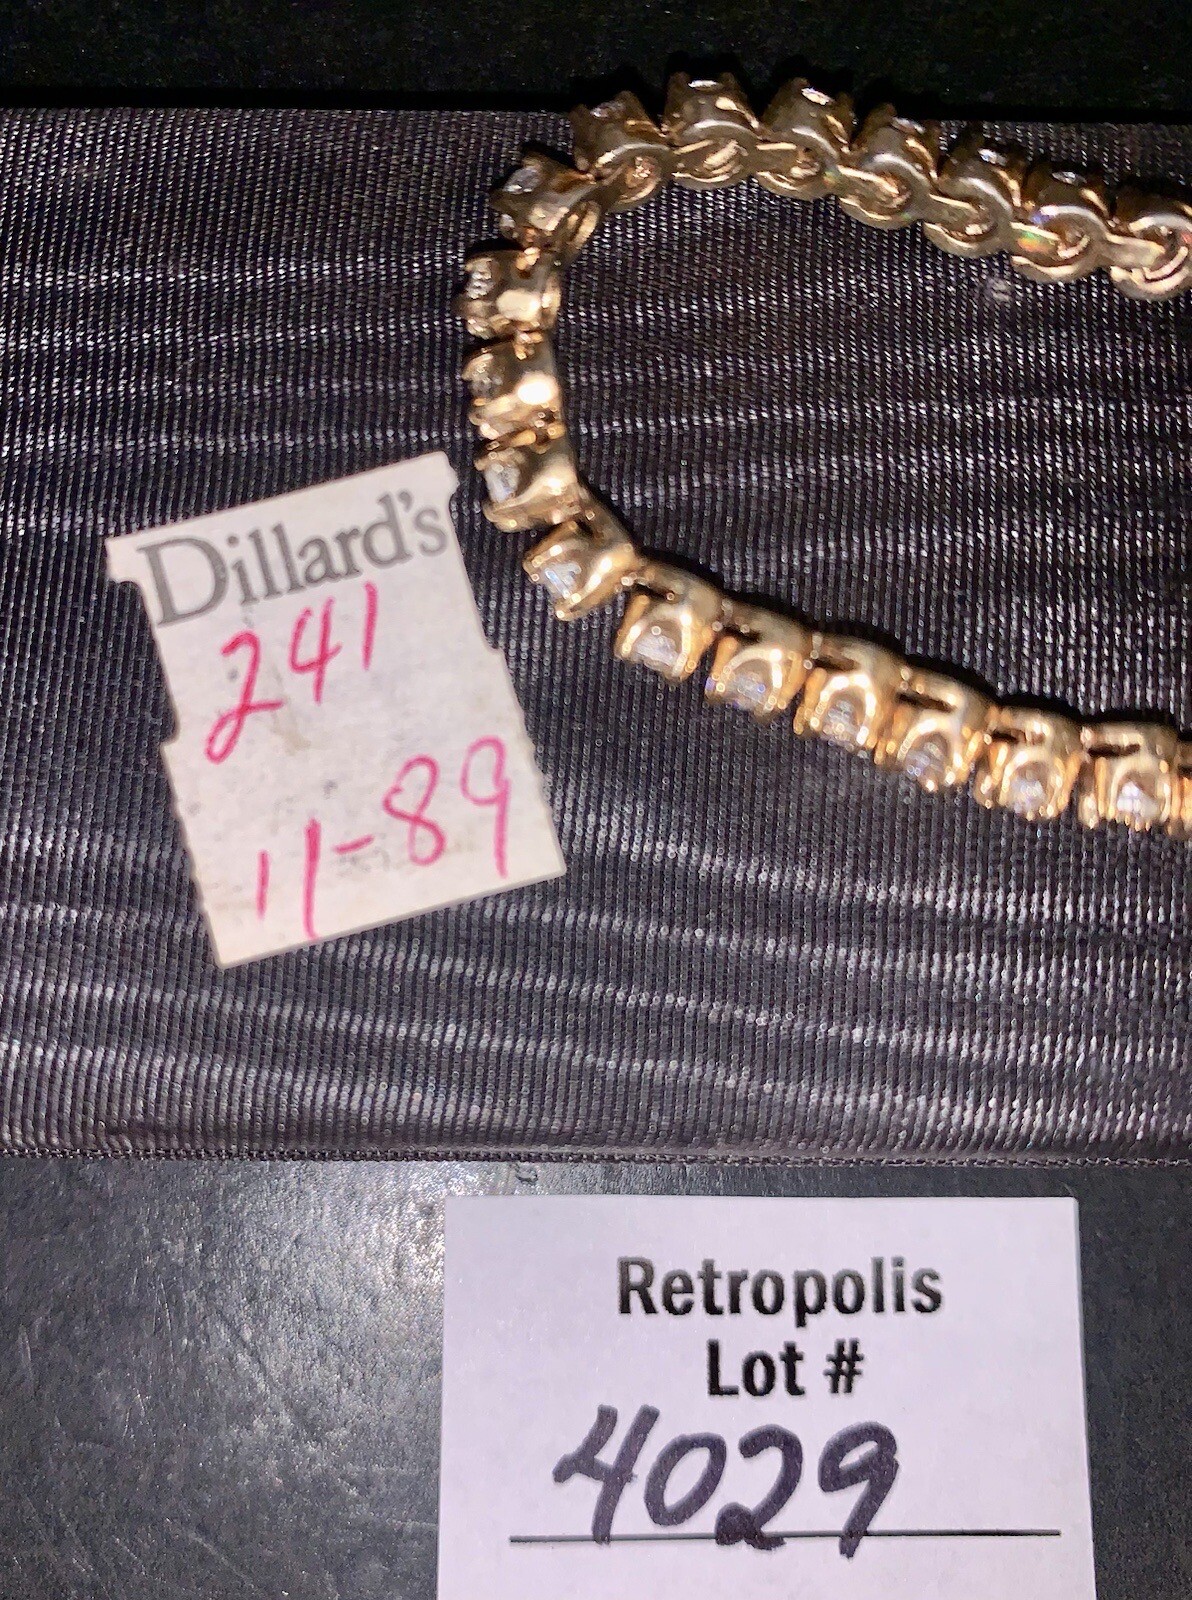 Dillard's
241
11-89
Retropolis
Lot #
4029